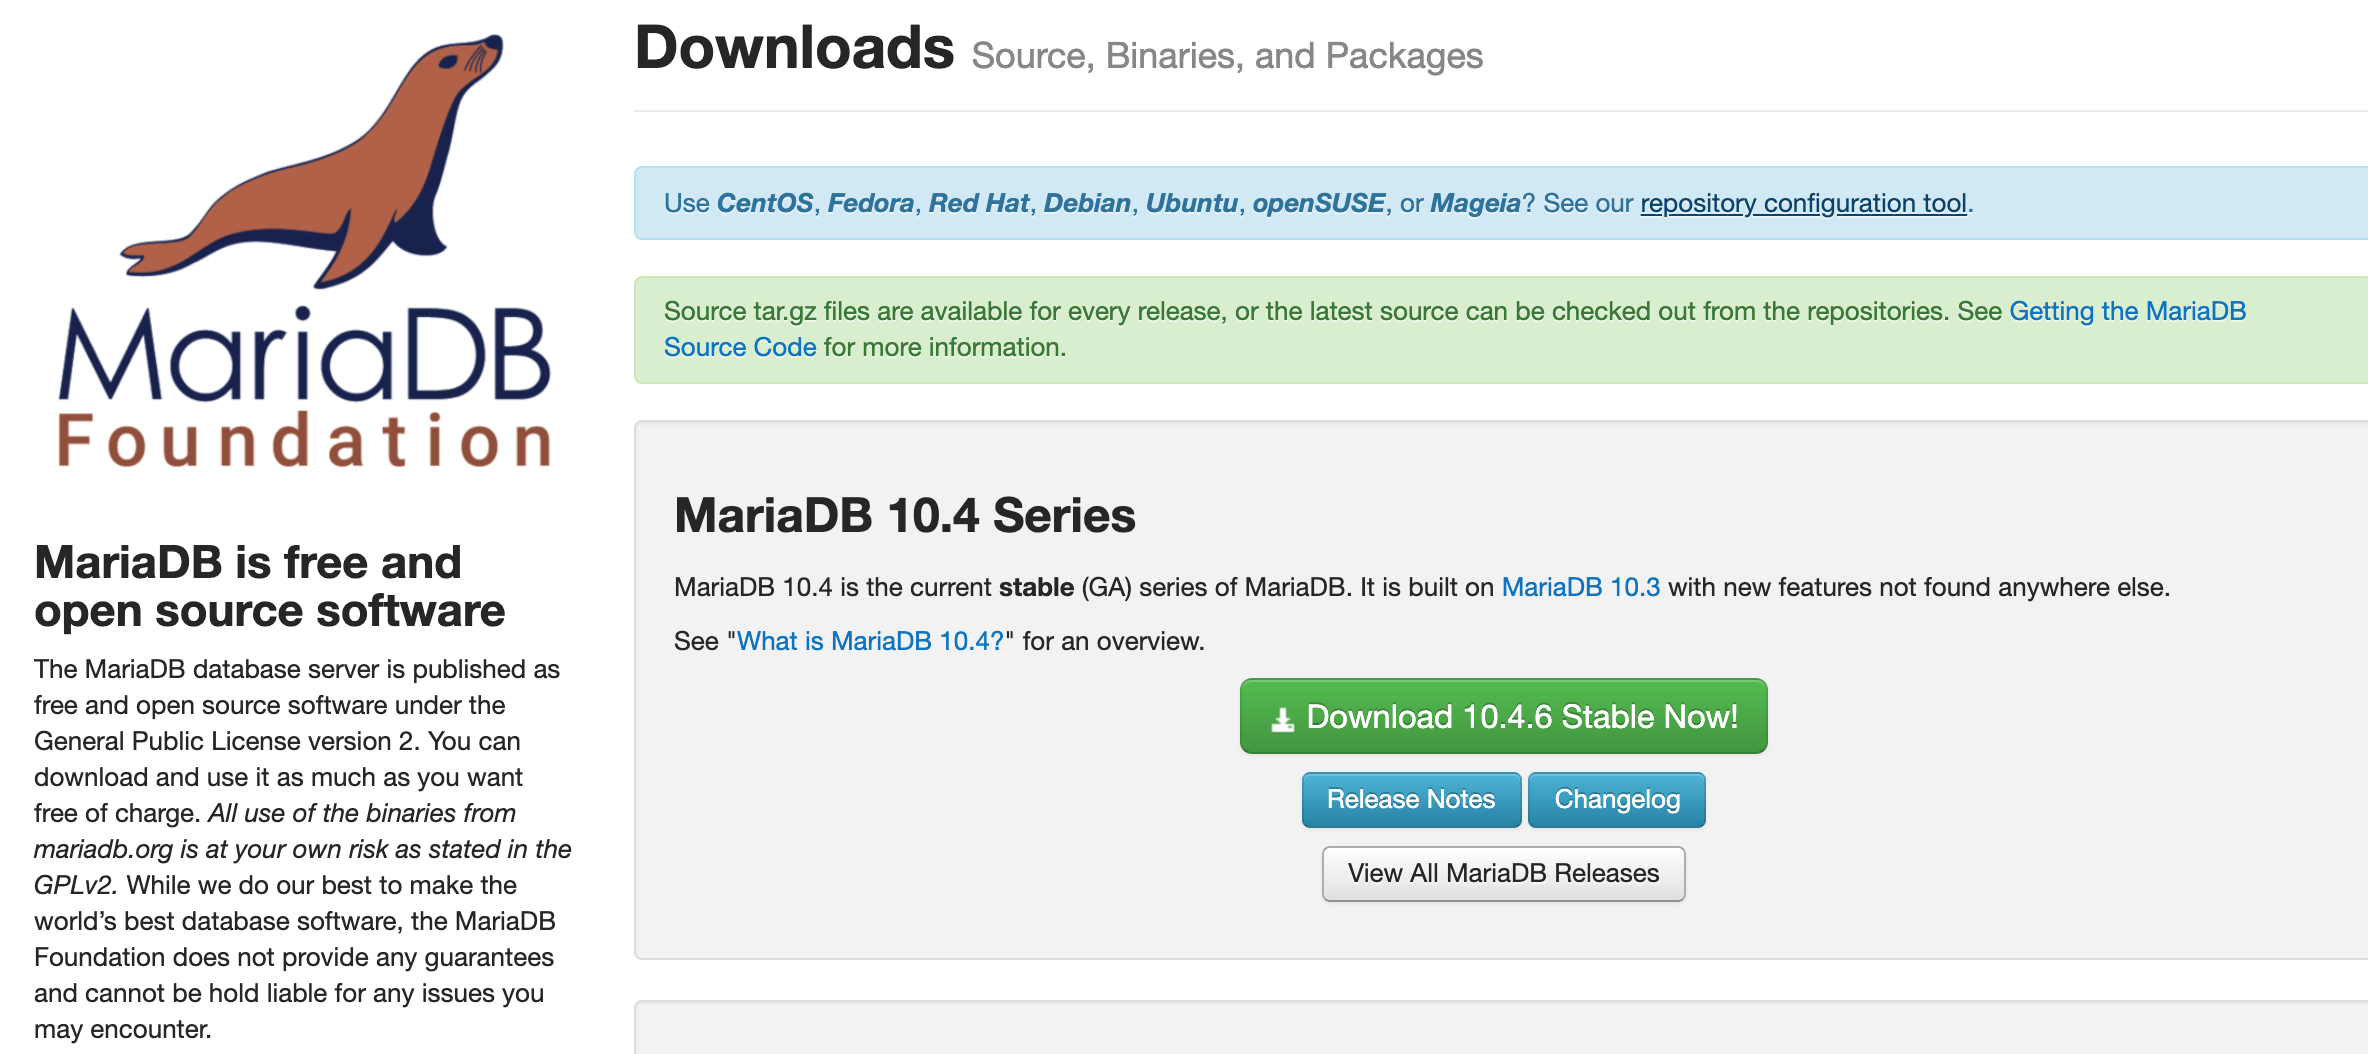 MariaDB
Foundation
MariaDB is free and
open source software
The MariaDB database server is published as
free and open source software under the
General Public License version 2. You can
download and use it as much as you want
free of charge. All use of the binaries from
mariadb.org is at your own risk as stated in the
GPLv2. While we do our best to make the
world’s best database software, the MariaDB
Foundation does not provide any guarantees
and cannot be hold liable for any issues you
may encounter.
Downloads Source, Binaries, and Packages
Use CentOS, Fedora, Red Hat, Debian, Ubuntu, openSUSE, or Mageia? See our repository configuration tool.
Source tar.gz files are available for every release, or the latest source can be checked out from the repositories. See Getting the MariaDB
Source Code for more information.
MariaDB 10.4 Series
MariaDB 10.4 is the current stable (GA) series of MariaDB. It is built on MariaDB 10.3 with new features not found anywhere else.
See "What is MariaDB 10.4?" for an overview.
Download 10.4.6 Stable Now!
Release Notes Changelog
View All MariaDB Releases